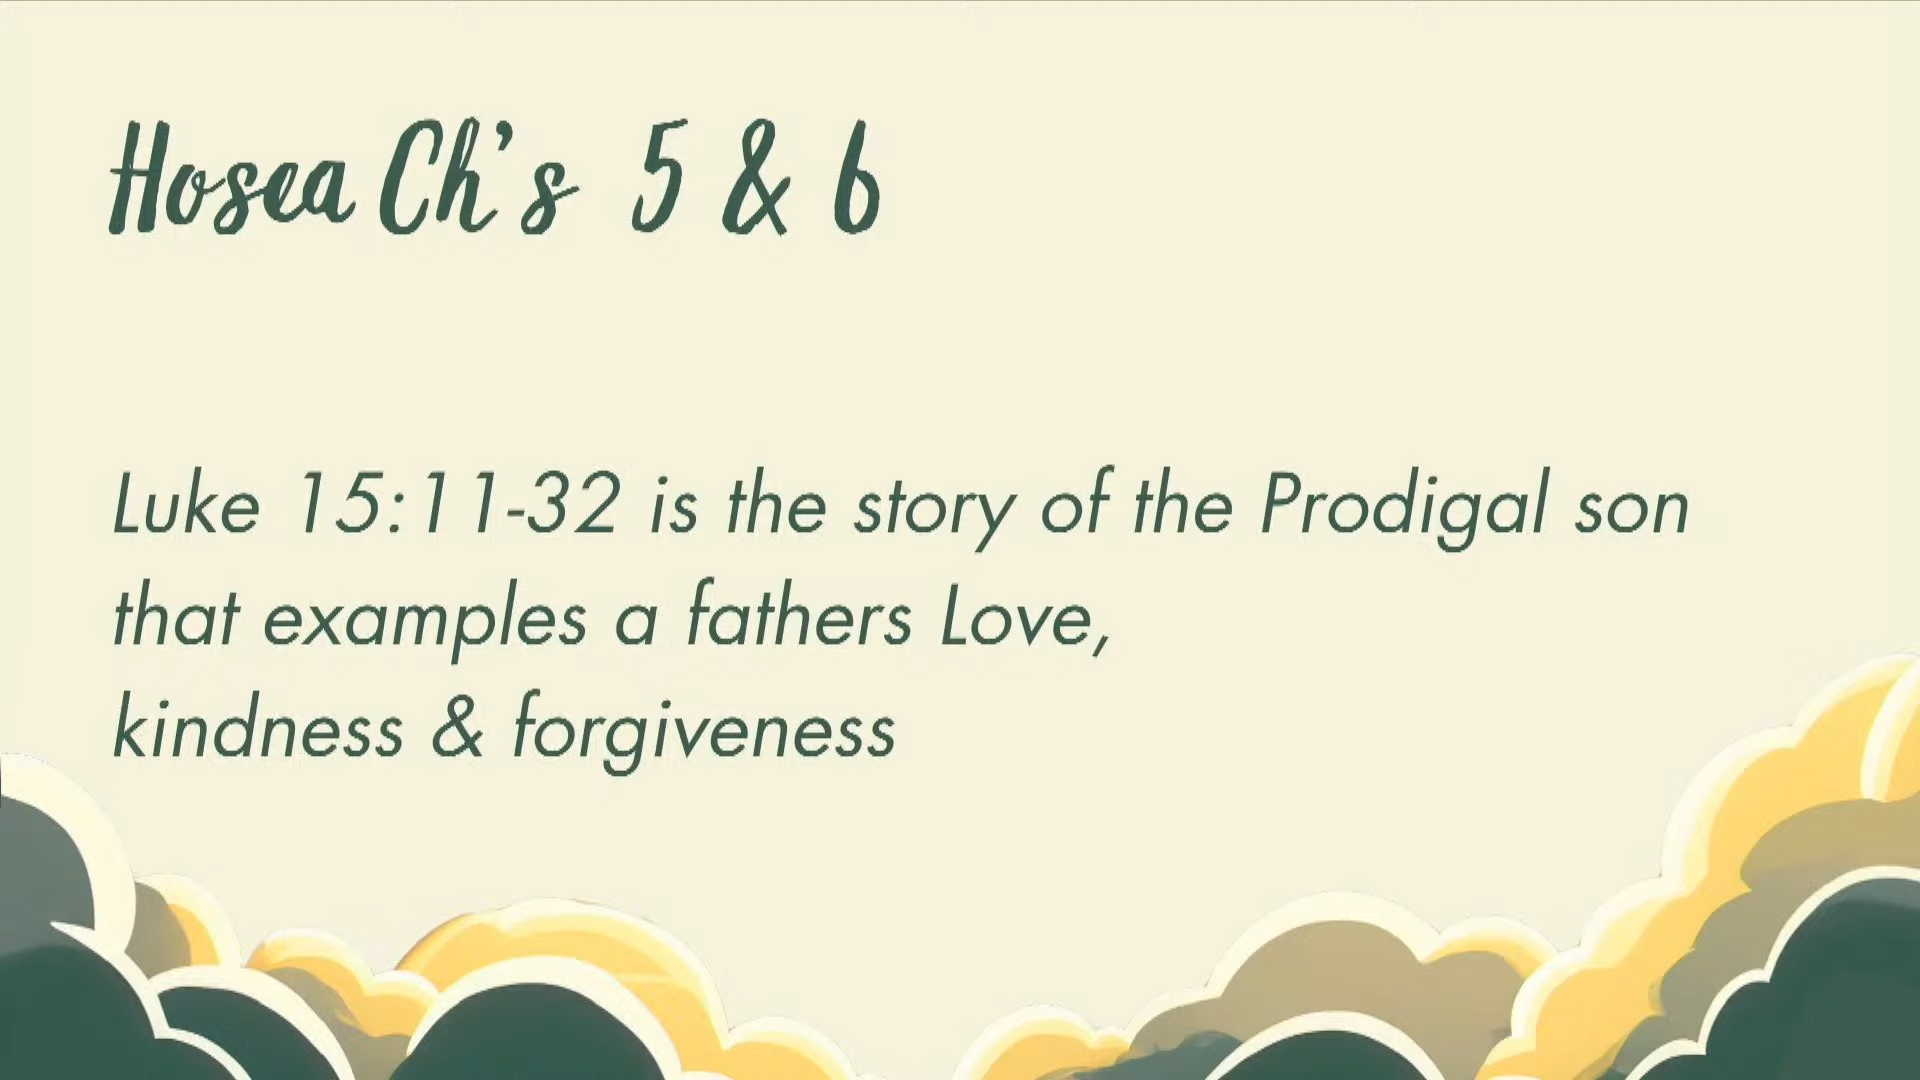 Hosea Ch's 5 & 6
Luke 15:11-32 is the story of the Prodigal son
that examples a fathers Love,
kindness & forgiveness